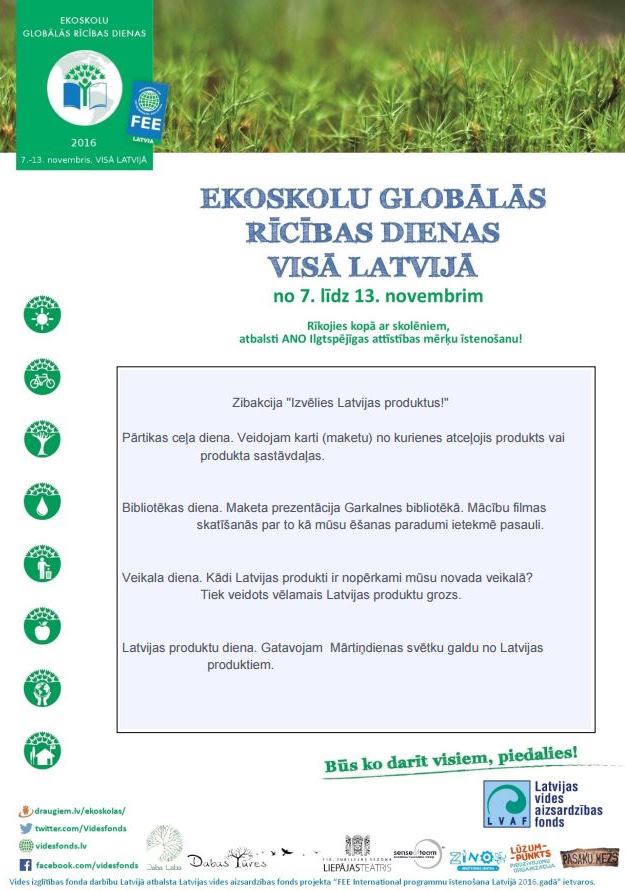 EKOSKOLU
GLOBĀLĀS RĪCĪBAS DIENAS
FEE
LATVIA
2016
7.-13. novembris. VISĀ LATVIJĀ
EKOSKOLU GLOBĀLĀS
RĪCĪBAS DIENAS
VISĀ LATVIJĀ
no 7. līdz 13. novembrim
Rīkojies kopā ar skolēniem,
atbalsti ANO Ilgtspējīgas attīstības mērķu īstenošanu!
Zibakcija "Izvēlies Latvijas produktus!"
Pārtikas ceļa diena. Veidojam karti (maketu) no kurienes atceļojis produkts vai
produkta sastāvdaļas.
Bibliotēkas diena. Maketa prezentācija Garkalnes bibliotēkā. Mācību filmas
skatīšanās par to kā mūsu ēšanas paradumi ietekmē pasauli.
Veikala diena. Kādi Latvijas produkti ir nopērkami mūsu novada veikalā?
Tiek veidots vēlamais Latvijas produktu grozs.
Latvijas produktu diena. Gatavojam Mārtiņdienas svētku galdu no Latvijas
produktiem.
Būs ko darīt visiem, piedalies!
LVAF
Latvijas
vides
aizsardzības
fonds
draugiem.lv/ekoskolas/
twitter.com/Videsfonds
videsfonds.lv
facebook.com/videsfonds
Daba Laba
Dabas Tūres
LIEPĀJAS TEĀTRIS
senseteam
ZINOO
LŪZUM-
PUNKTS
PASAKU MEŽS
Vides izglītības fonda darbību Latvijā atbalsta Latvijas vides aizsardzības fonds projekta "FEE International programmu īstenošana Latvijā 2016.gadā" ietvaros.